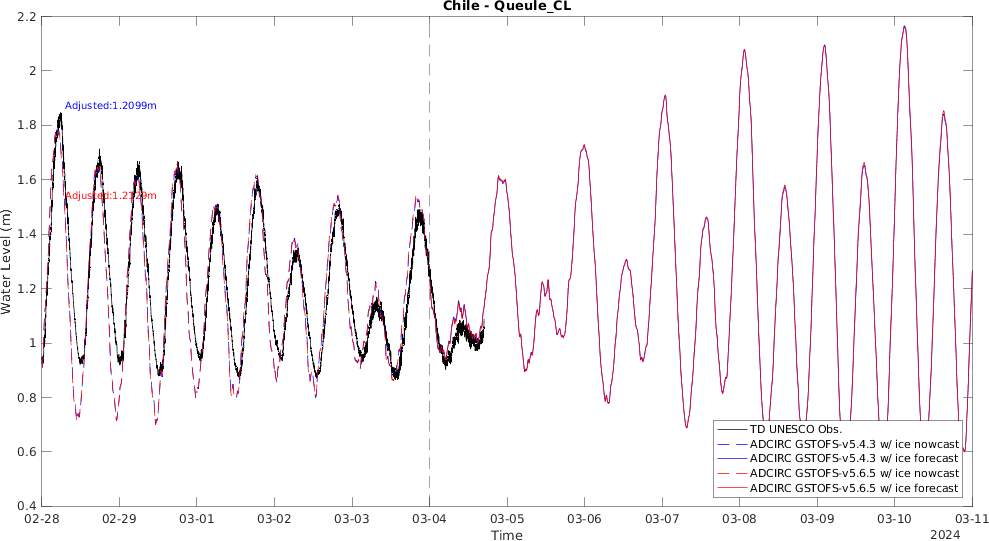 Chile - Queule_CL
2.2
2
1.8
1.6
1.4
1.2
1
0.8
0.6
0.4
Water Level (m)
Adjusted:1.2099m
Adjusted:1.2129m
TD UNESCO Obs.
ADCIRC GSTOFS-v5.4.3 w/ ice nowcast
ADCIRC GSTOFS-v5.4.3 w/ ice forecast
ADCIRC GSTOFS-v5.6.5 w/ ice nowcast
ADCIRC GSTOFS-v5.6.5 w/ ice forecast
02-28 02-29 03-01 03-02 03-03 03-04 03-05 03-06 03-07 03-08 03-09 03-10 03-11
Time
2024